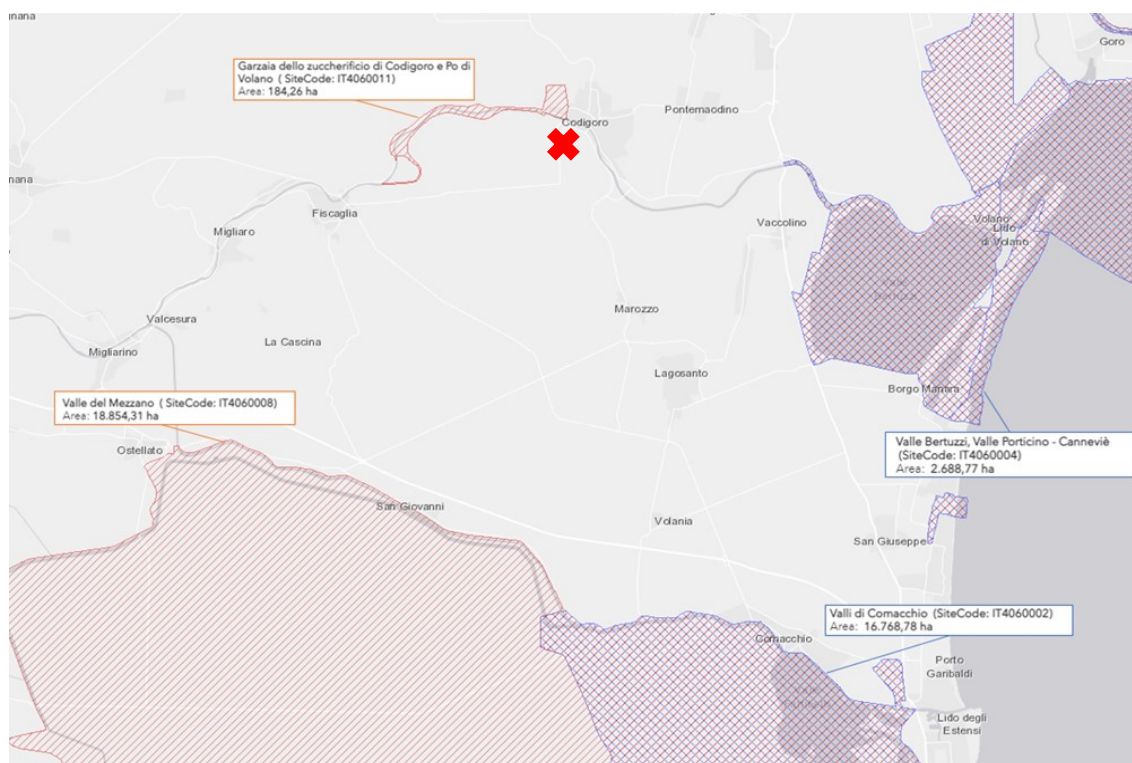 gnana
Goro
Garzaia dello zuccherificio di Codigoro e Po di
Volano ( SiteCode: IT4060011)
Area: 184,26 ha
Pontemaodino
Codigoro
nana
Fiscaglia
Vaccolino
Volano
Lido
di Volano
Migliaro
Marozzo
Valcesura
La Cascina
Migliarino
Lagosanto
Borgo Manara
Valle del Mezzano ( SiteCode: IT4060008)
Area: 18.854,31 ha
Valle Bertuzzi, Valle Porticino - Canneviè
(SiteCode: IT4060004)
Area: 2.688,77 ha
Ostellato
San Giovanni
Volania
San Giuseppe
Valli di Comacchio (SiteCode: IT4060002)
Area: 16.768,78 ha
Comacchio
Porto
Garibaldi
Lido degli
Estensi